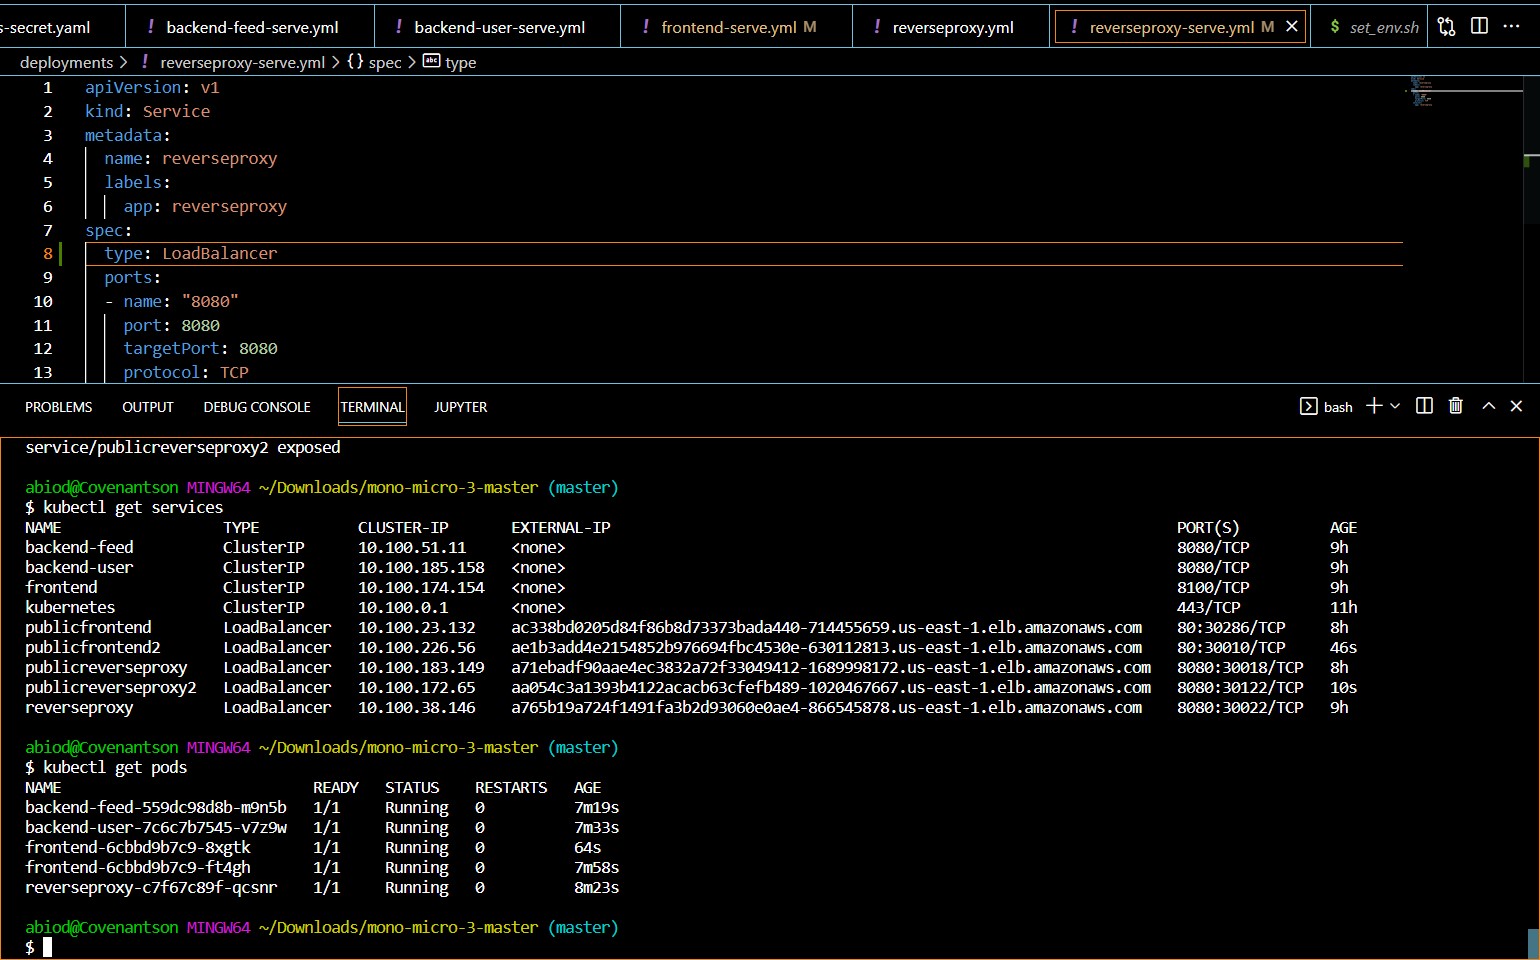 s-secret.yaml ! backend-feed-serve.yml ! backend-user-serve.yml ! frontend-serve.yml M ! reverseproxy.yml ! reverseproxy-serve.yml M $ set_env.sh
deployments > ! reverseproxy-serve.yml > {} spec > abc type
1 apiVersion: v1
2 kind: Service
3 metadata:
4 name: reverseproxy
5 labels:
6 app: reverseproxy
7 spec:
8 type: LoadBalancer
9 ports:
10 - name: "8080"
11 port: 8080
12 targetPort: 8080
13 protocol: TCP
PROBLEMS OUTPUT DEBUG CONSOLE TERMINAL JUPYTER bash
service/publicreverseproxy2 exposed
abiod@Covenantson MINGW64 ~/Downloads/mono-micro-3-master (master)
$ kubectl get services
NAME TYPE CLUSTER-IP EXTERNAL-IP PORT(S) AGE
backend-feed ClusterIP 10.100.51.11 <none> 8080/TCP 9h
backend-user ClusterIP 10.100.185.158 <none> 8080/TCP 9h
frontend ClusterIP 10.100.174.154 <none> 8100/TCP 9h
kubernetes ClusterIP 10.100.0.1 <none> 443/TCP 11h
publicfrontend LoadBalancer 10.100.23.132 ac338bd0205d84f86b8d73373bada440-714455659.us-east-1.elb.amazonaws.com 80:30286/TCP 8h
publicfrontend2 LoadBalancer 10.100.226.56 ae1b3add4e2154852b976694fbc4530e-630112813.us-east-1.elb.amazonaws.com 80:30010/TCP 46s
publicreverseproxy LoadBalancer 10.100.183.149 a71ebadf90aae4ec3832a72f33049412-1689998172.us-east-1.elb.amazonaws.com 8080:30018/TCP 8h
publicreverseproxy2 LoadBalancer 10.100.172.65 aa054c3a1393b4122acacb63cfefb489-1020467667.us-east-1.elb.amazonaws.com 8080:30122/TCP 10s
reverseproxy LoadBalancer 10.100.38.146 a765b19a724f1491fa3b2d93060e0ae4-866545878.us-east-1.elb.amazonaws.com 8080:30022/TCP 9h
abiod@Covenantson MINGW64 ~/Downloads/mono-micro-3-master (master)
$ kubectl get pods
NAME READY STATUS RESTARTS AGE
backend-feed-559dc98d8b-m9n5b 1/1 Running 0 7m19s
backend-user-7c6c7b7545-v7z9w 1/1 Running 0 7m33s
frontend-6cbbd9b7c9-8xgtk 1/1 Running 0 64s
frontend-6cbbd9b7c9-ft4gh 1/1 Running 0 7m58s
reverseproxy-c7f67c89f-qcsnr 1/1 Running 0 8m23s
abiod@Covenantson MINGW64 ~/Downloads/mono-micro-3-master (master)
$